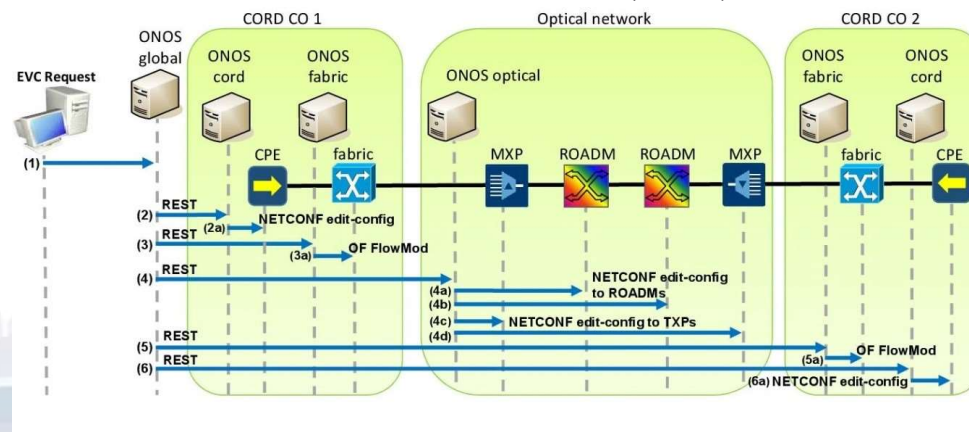 CORD CO 1
Optical network
CORD CO 2
ONOS
global
ONOS
cord
ONOS
fabric
ONOS optical
ONOS
fabric
ONOS
cord
EVC Request
CPE
fabric
MXP
ROADM
ROADM
MXP
fabric
CPE
(1)
(2) REST
(2a) NETCONF edit-config
(3) REST
(3a) OF FlowMod
(4) REST
(4a) NETCONF edit-config
to ROADMs
(4b)
(4c) NETCONF edit-config to TXPs
(4d)
(5) REST
(5a) OF FlowMod
(6) REST
(6a) NETCONF edit-config